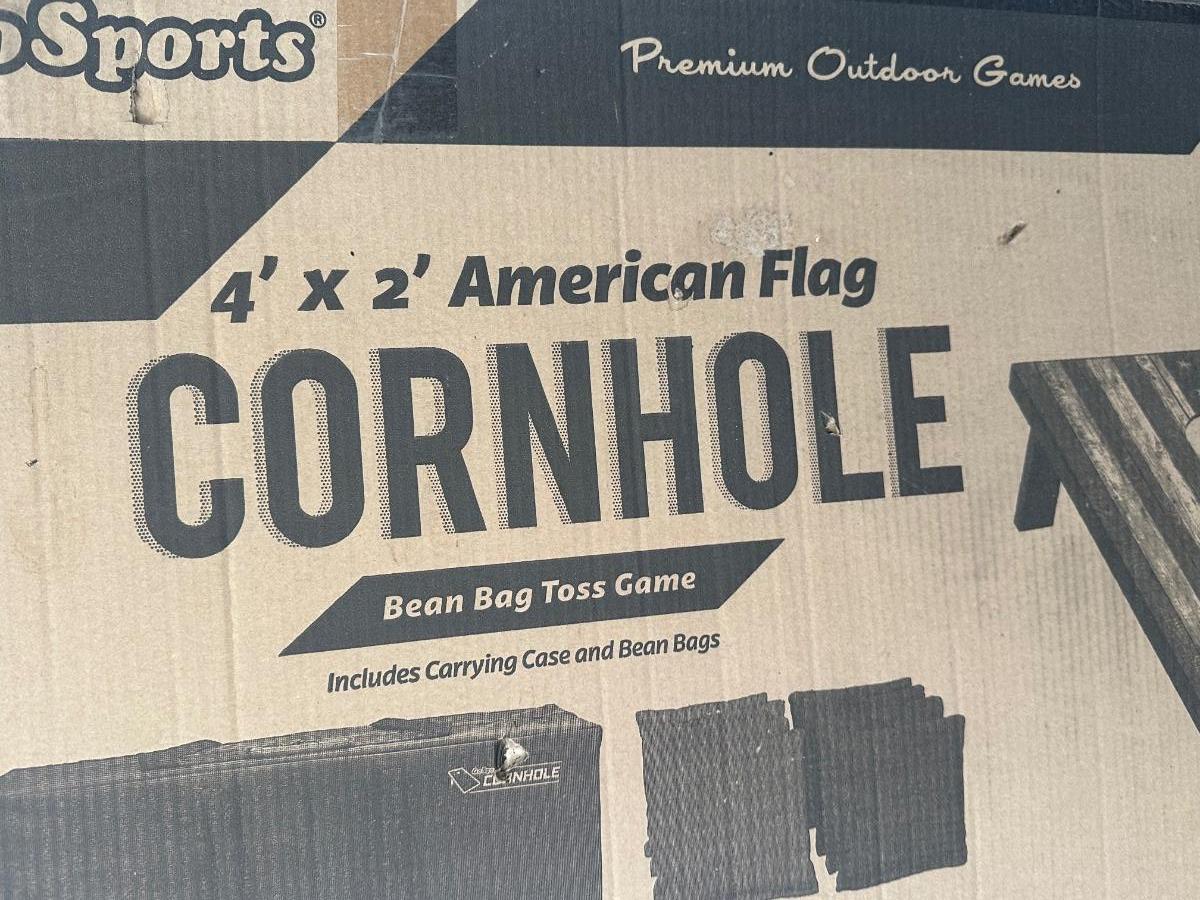 oSports®
Premium Outdoor Games
4' x 2' American Flag
CORNHOLE
Bean Bag Toss Game
Includes Carrying Case and Bean Bags
CORNHOLE